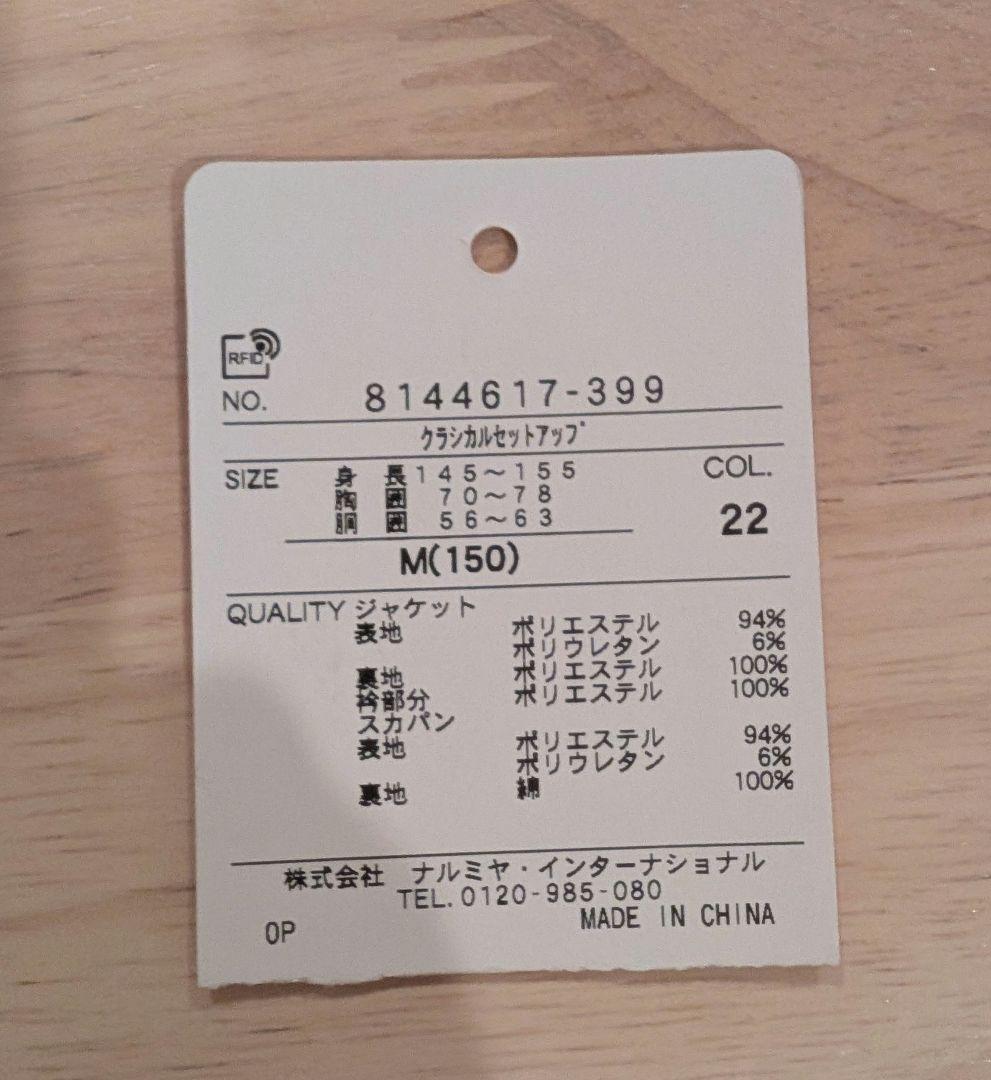 RFID
NO. 8144617-399
クラシカルセットアップ
SIZE 身長 145～155 COL.
胸囲 70～78
胴囲 56～63
22
M(150)
QUALITY ジャケット
表地 ポリエステル 94%
ポリウレタン 6%
裏地 ポリエステル 100%
衿部分 ポリエステル 100%
スカパン
表地 ポリエステル 94%
ポリウレタン 6%
裏地 綿 100%
株式会社 ナルミヤ・インターナショナル
TEL.0120-985-080
OP MADE IN CHINA